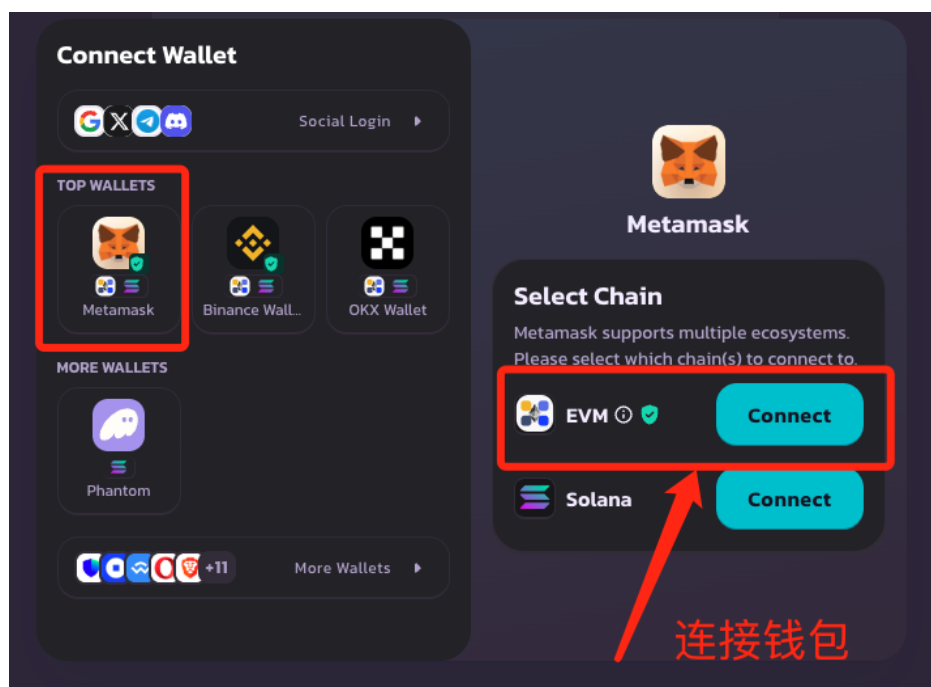 Connect Wallet
Social Login
TOP WALLETS
Metamask
Binance Wall...
OKX Wallet
MORE WALLETS
Phantom
+11
More Wallets
Metamask
Select Chain
Metamask supports multiple ecosystems.
Please select which chain(s) to connect to.
EVM
Connect
Solana
Connect
连接钱包